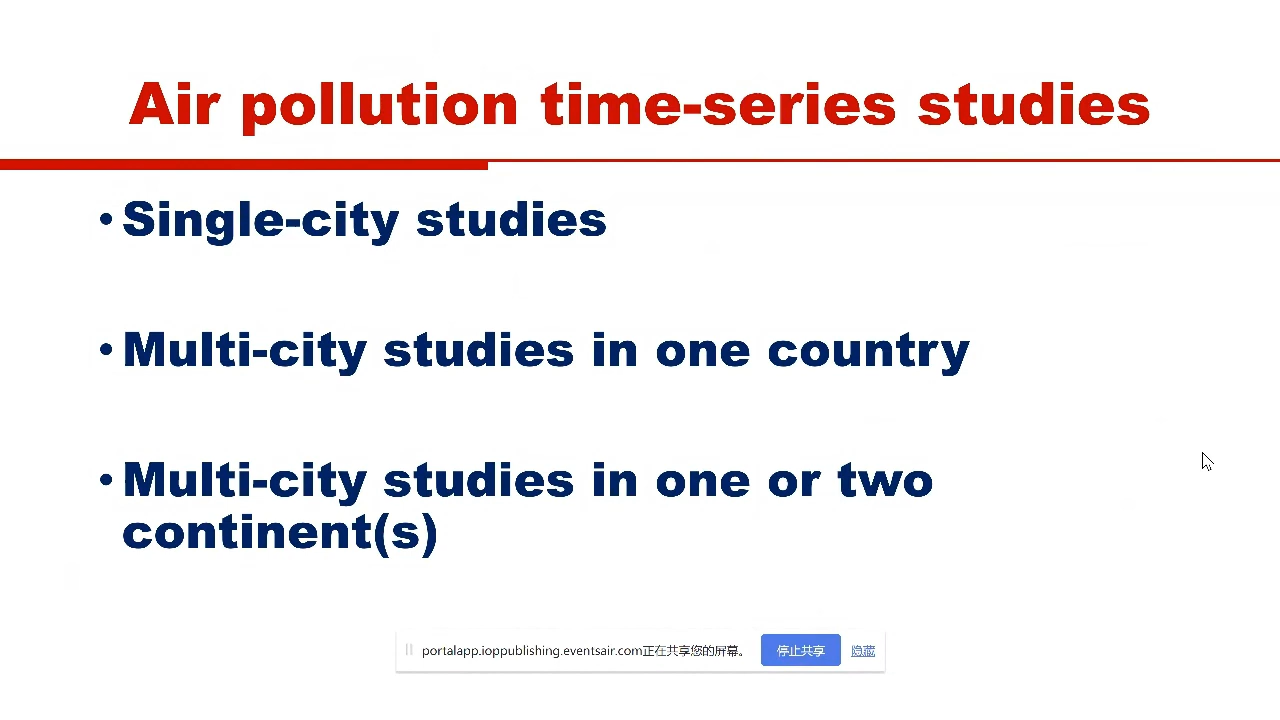 Air pollution time-series studies
• Single-city studies
• Multi-city studies in one country
• Multi-city studies in one or two
continent(s)
portalapp.ioppublishing.eventsair.com正在共享您的屏幕。 停止共享 隐藏